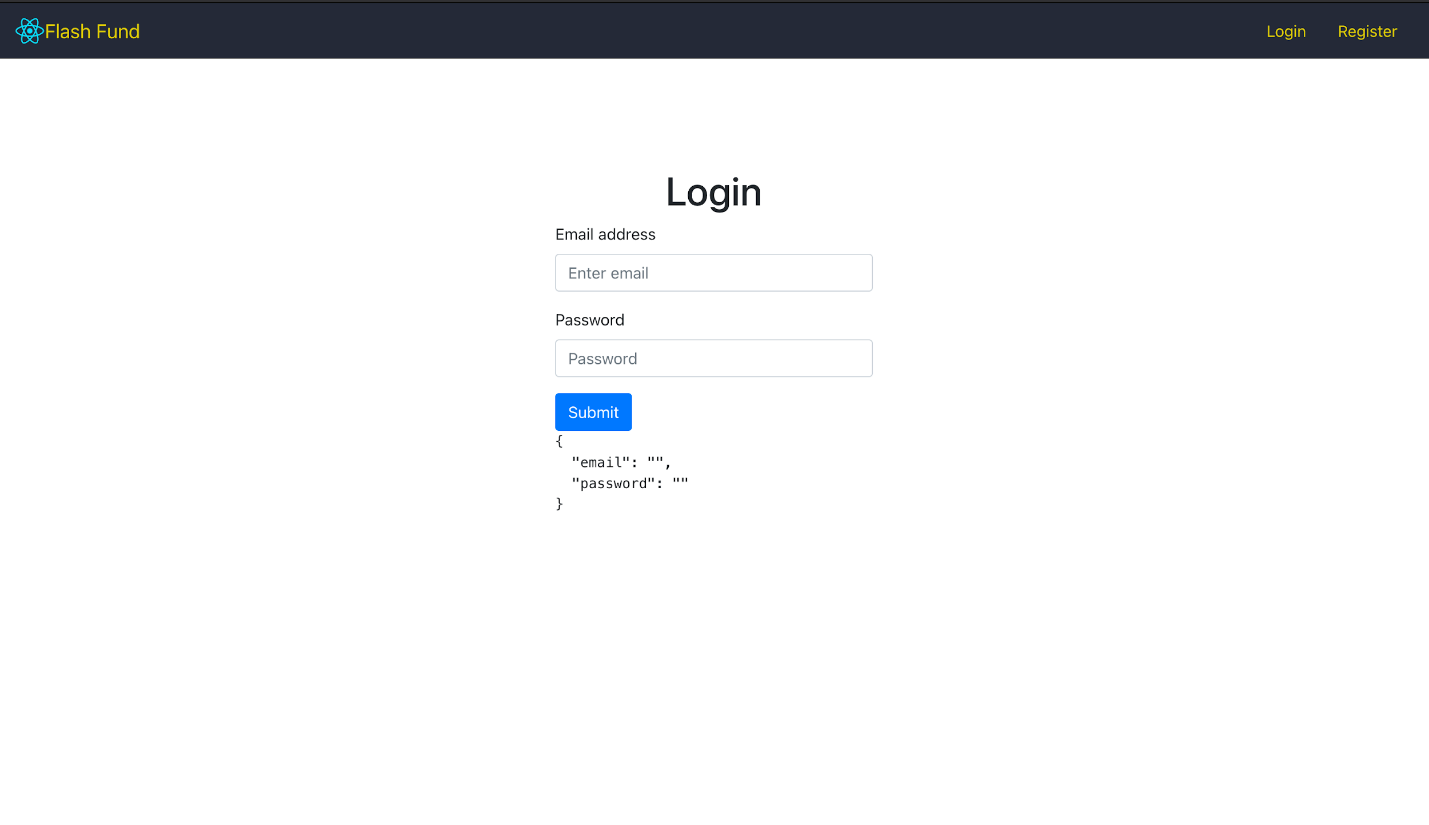 Flash Fund
Login
Register
Login
Email address
Enter email
Password
Password
Submit
{
  "email": "",
  "password": ""
}